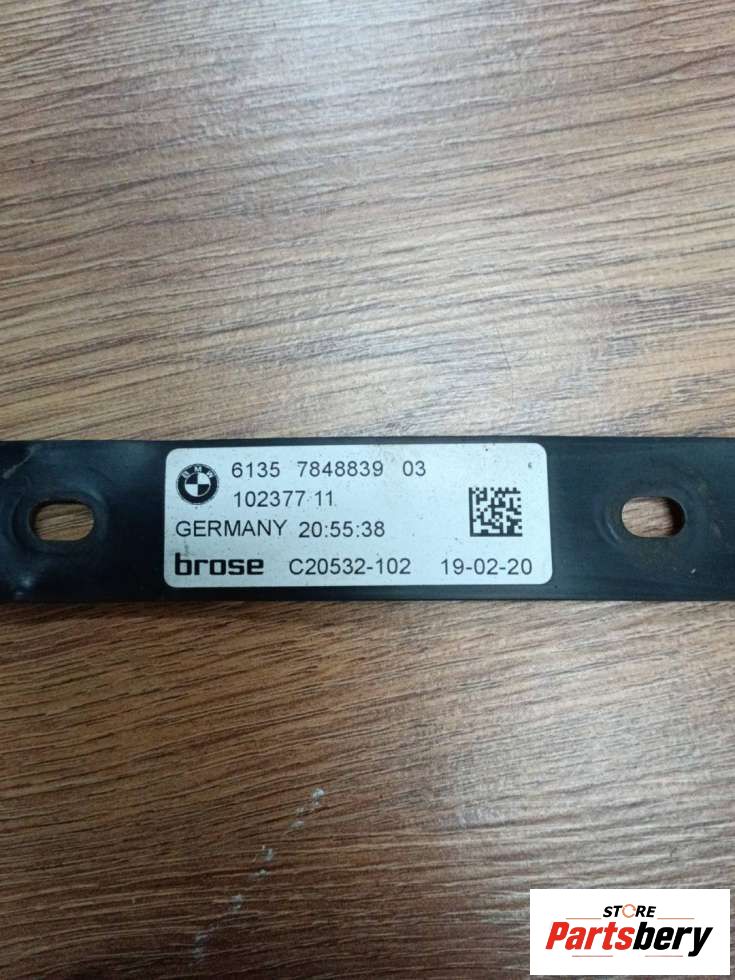 BMW
6135 7848839 03
102377 11
GERMANY 20:55:38
brose C20532-102 19-02-20
STORE
Partsbery